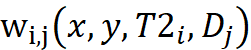 w_{i,j}(x, y, T2_i, D_j)